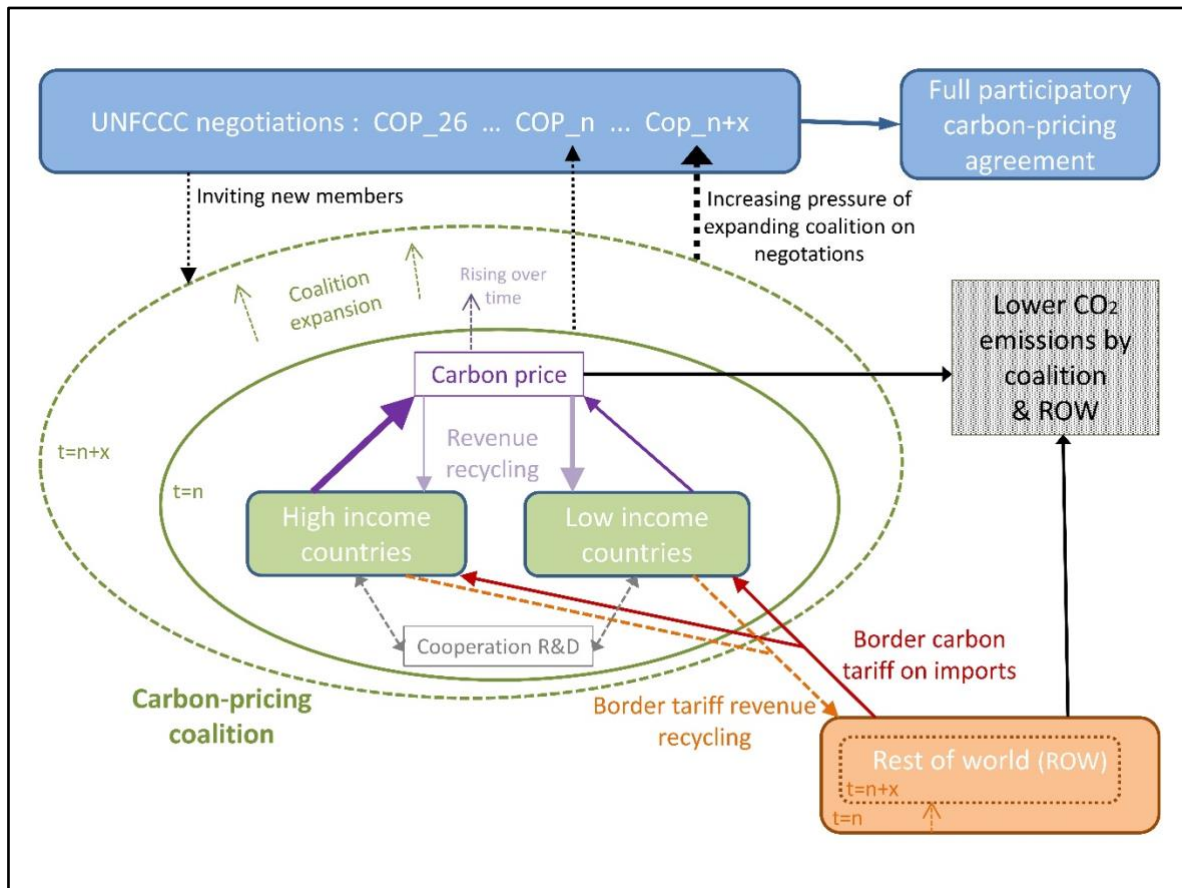 UNFCCC negotiations : COP_26 ... COP_n ... Cop_n+x
Full participatory
carbon-pricing
agreement
Inviting new members
Increasing pressure of
expanding coalition on
negotations
Coalition
expansion
Rising over
time
Lower CO2
emissions by
coalition
& ROW
Carbon price
Revenue
recycling
t=n+x
t=n
High income
countries
Low income
countries
Cooperation R&D
Carbon-pricing
coalition
Border carbon
tariff on imports
Border tariff revenue
recycling
Rest of world (ROW)
t=n+x
t=n